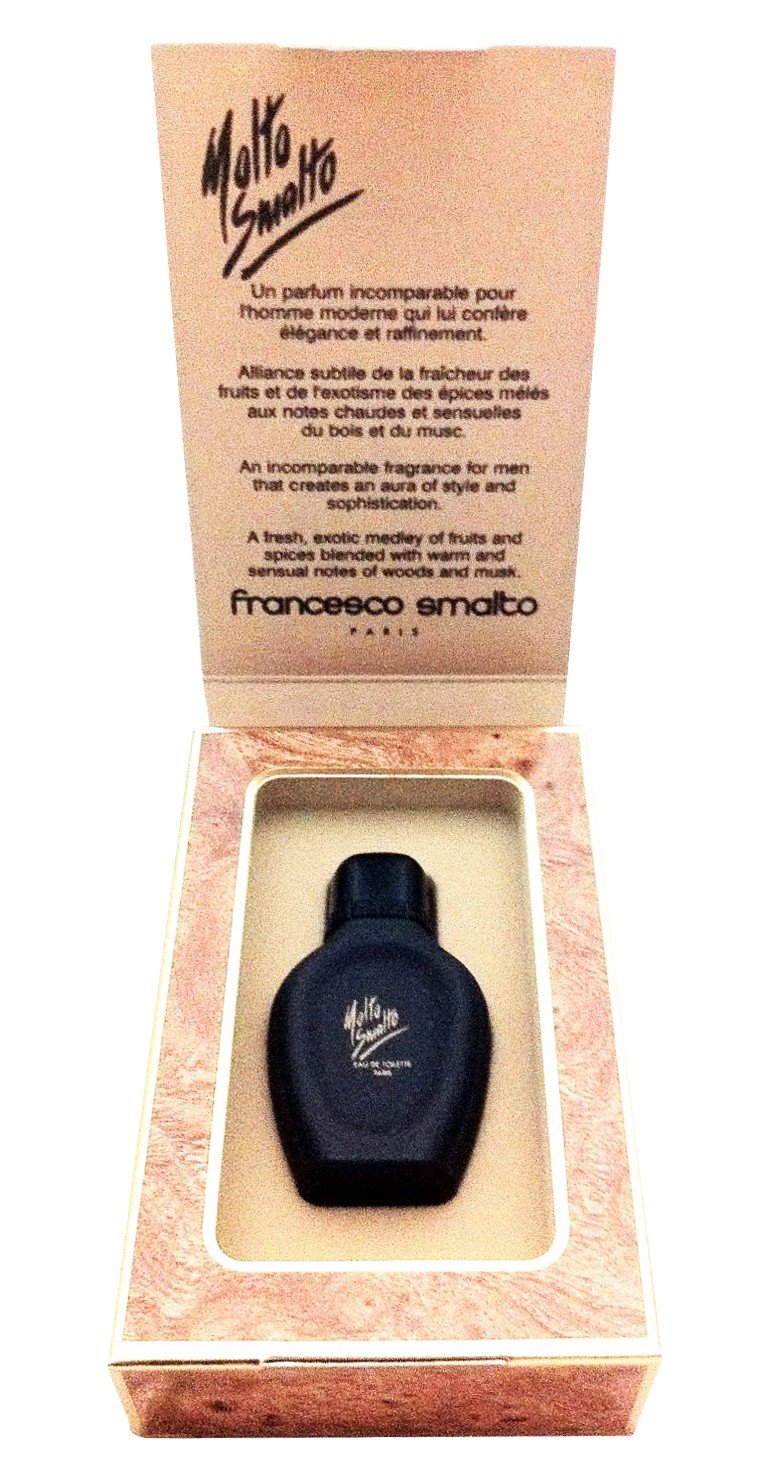 Molto
Smalto
Un parfum incomparable pour
l'homme moderne qui lui confère
élégance et raffinement.
Alliance subtile de la fraîcheur des
fruits et de l'exotisme des épices mêlés
aux notes chaudes et sensuelles
du bois et du musc.
An incomparable fragrance for men
that creates an aura of style and
sophistication.
A fresh, exotic medley of fruits and
spices blended with warm and
sensual notes of woods and musk.
francesco smalto
PARIS
Molto
Smalto
EAU DE TOILETTE
PARIS